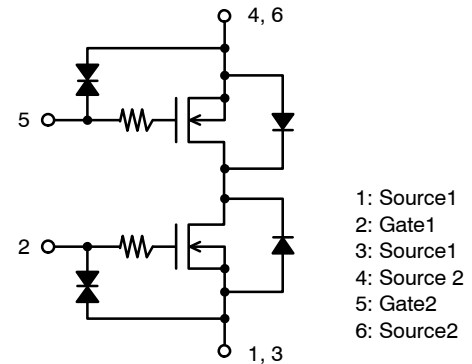 4, 6
5
2
1, 3
1: Source1
2: Gate1
3: Source1
4: Source 2
5: Gate2
6: Source2